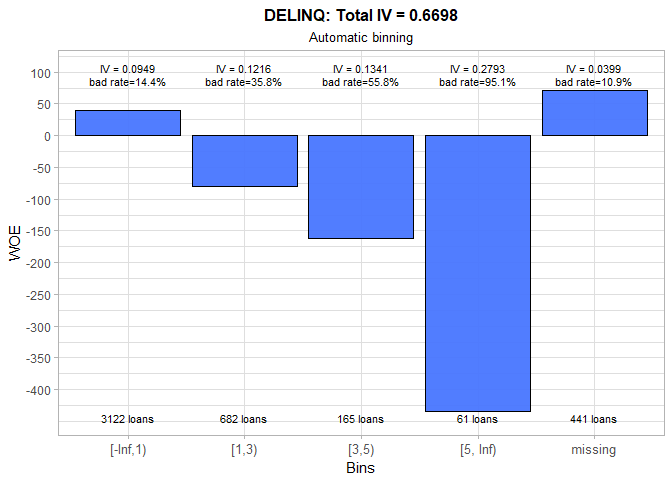 DELINQ: Total IV = 0.6698
Automatic binning
IV = 0.0949 IV = 0.1216 IV = 0.1341 IV = 0.2793 IV = 0.0399
bad rate=14.4% bad rate=35.8% bad rate=55.8% bad rate=95.1% bad rate=10.9%
100
50
0
-50
-100
-150
-200
-250
-300
-350
-400
WOE
3122 loans 682 loans 165 loans 61 loans 441 loans
[-Inf,1) [1,3) [3,5) [5, Inf) missing
Bins